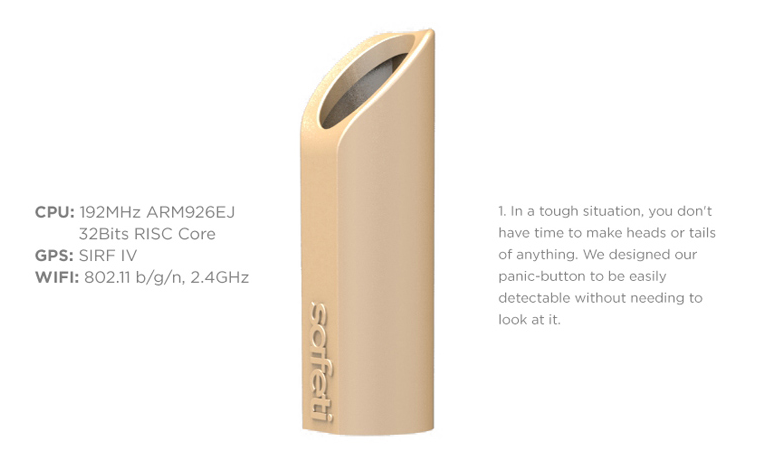 CPU: 192MHz ARM926EJ
32Bits RISC Core
GPS: SIRF IV
WIFI: 802.11 b/g/n, 2.4GHz
saffeti
1. In a tough situation, you don't
have time to make heads or tails
of anything. We designed our
panic-button to be easily
detectable without needing to
look at it.